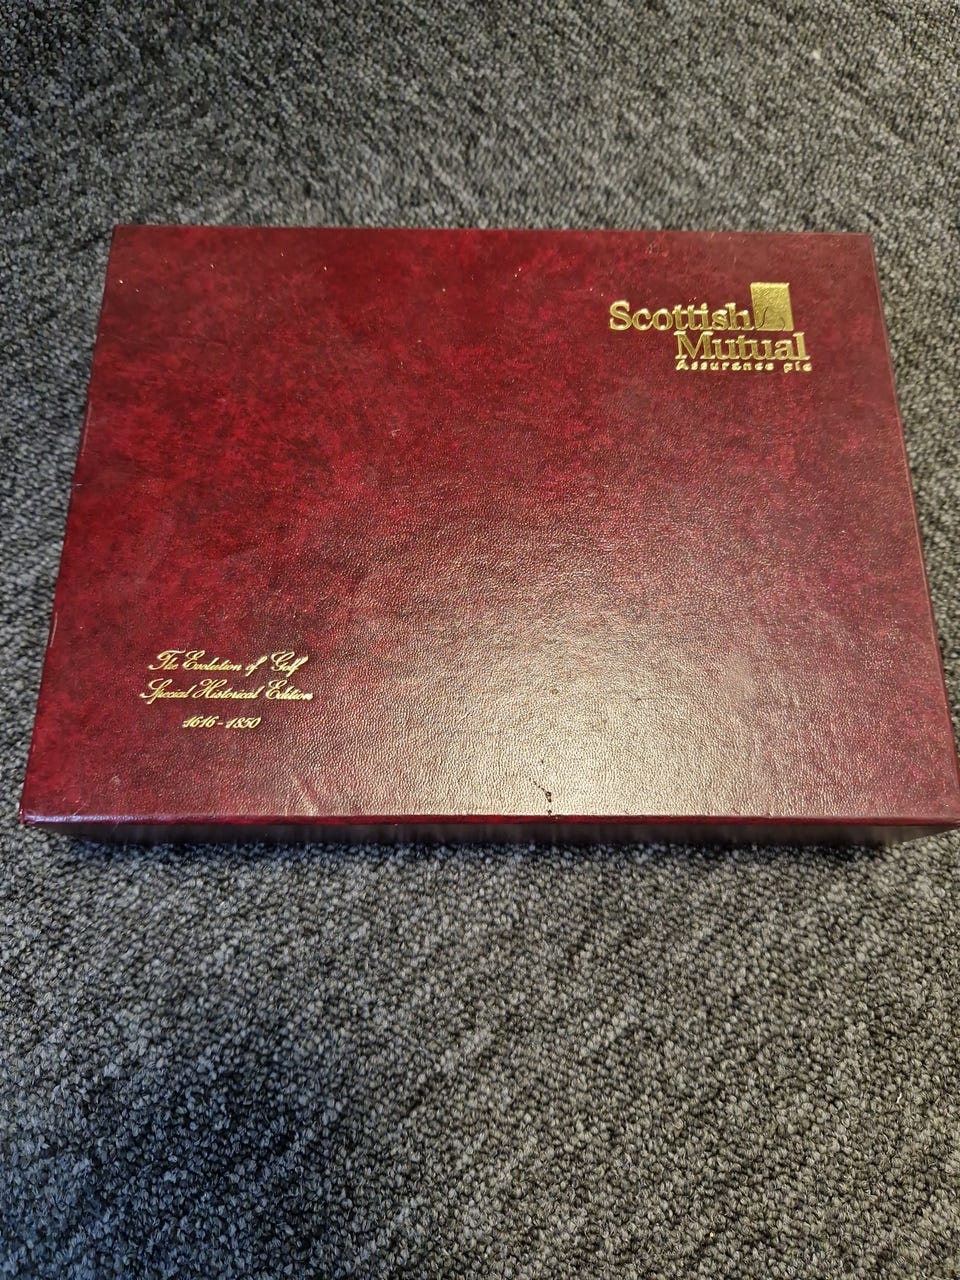 Scottish
Mutual
Assurance plc
The Evolution of Golf
Special Historical Edition
1616-1850